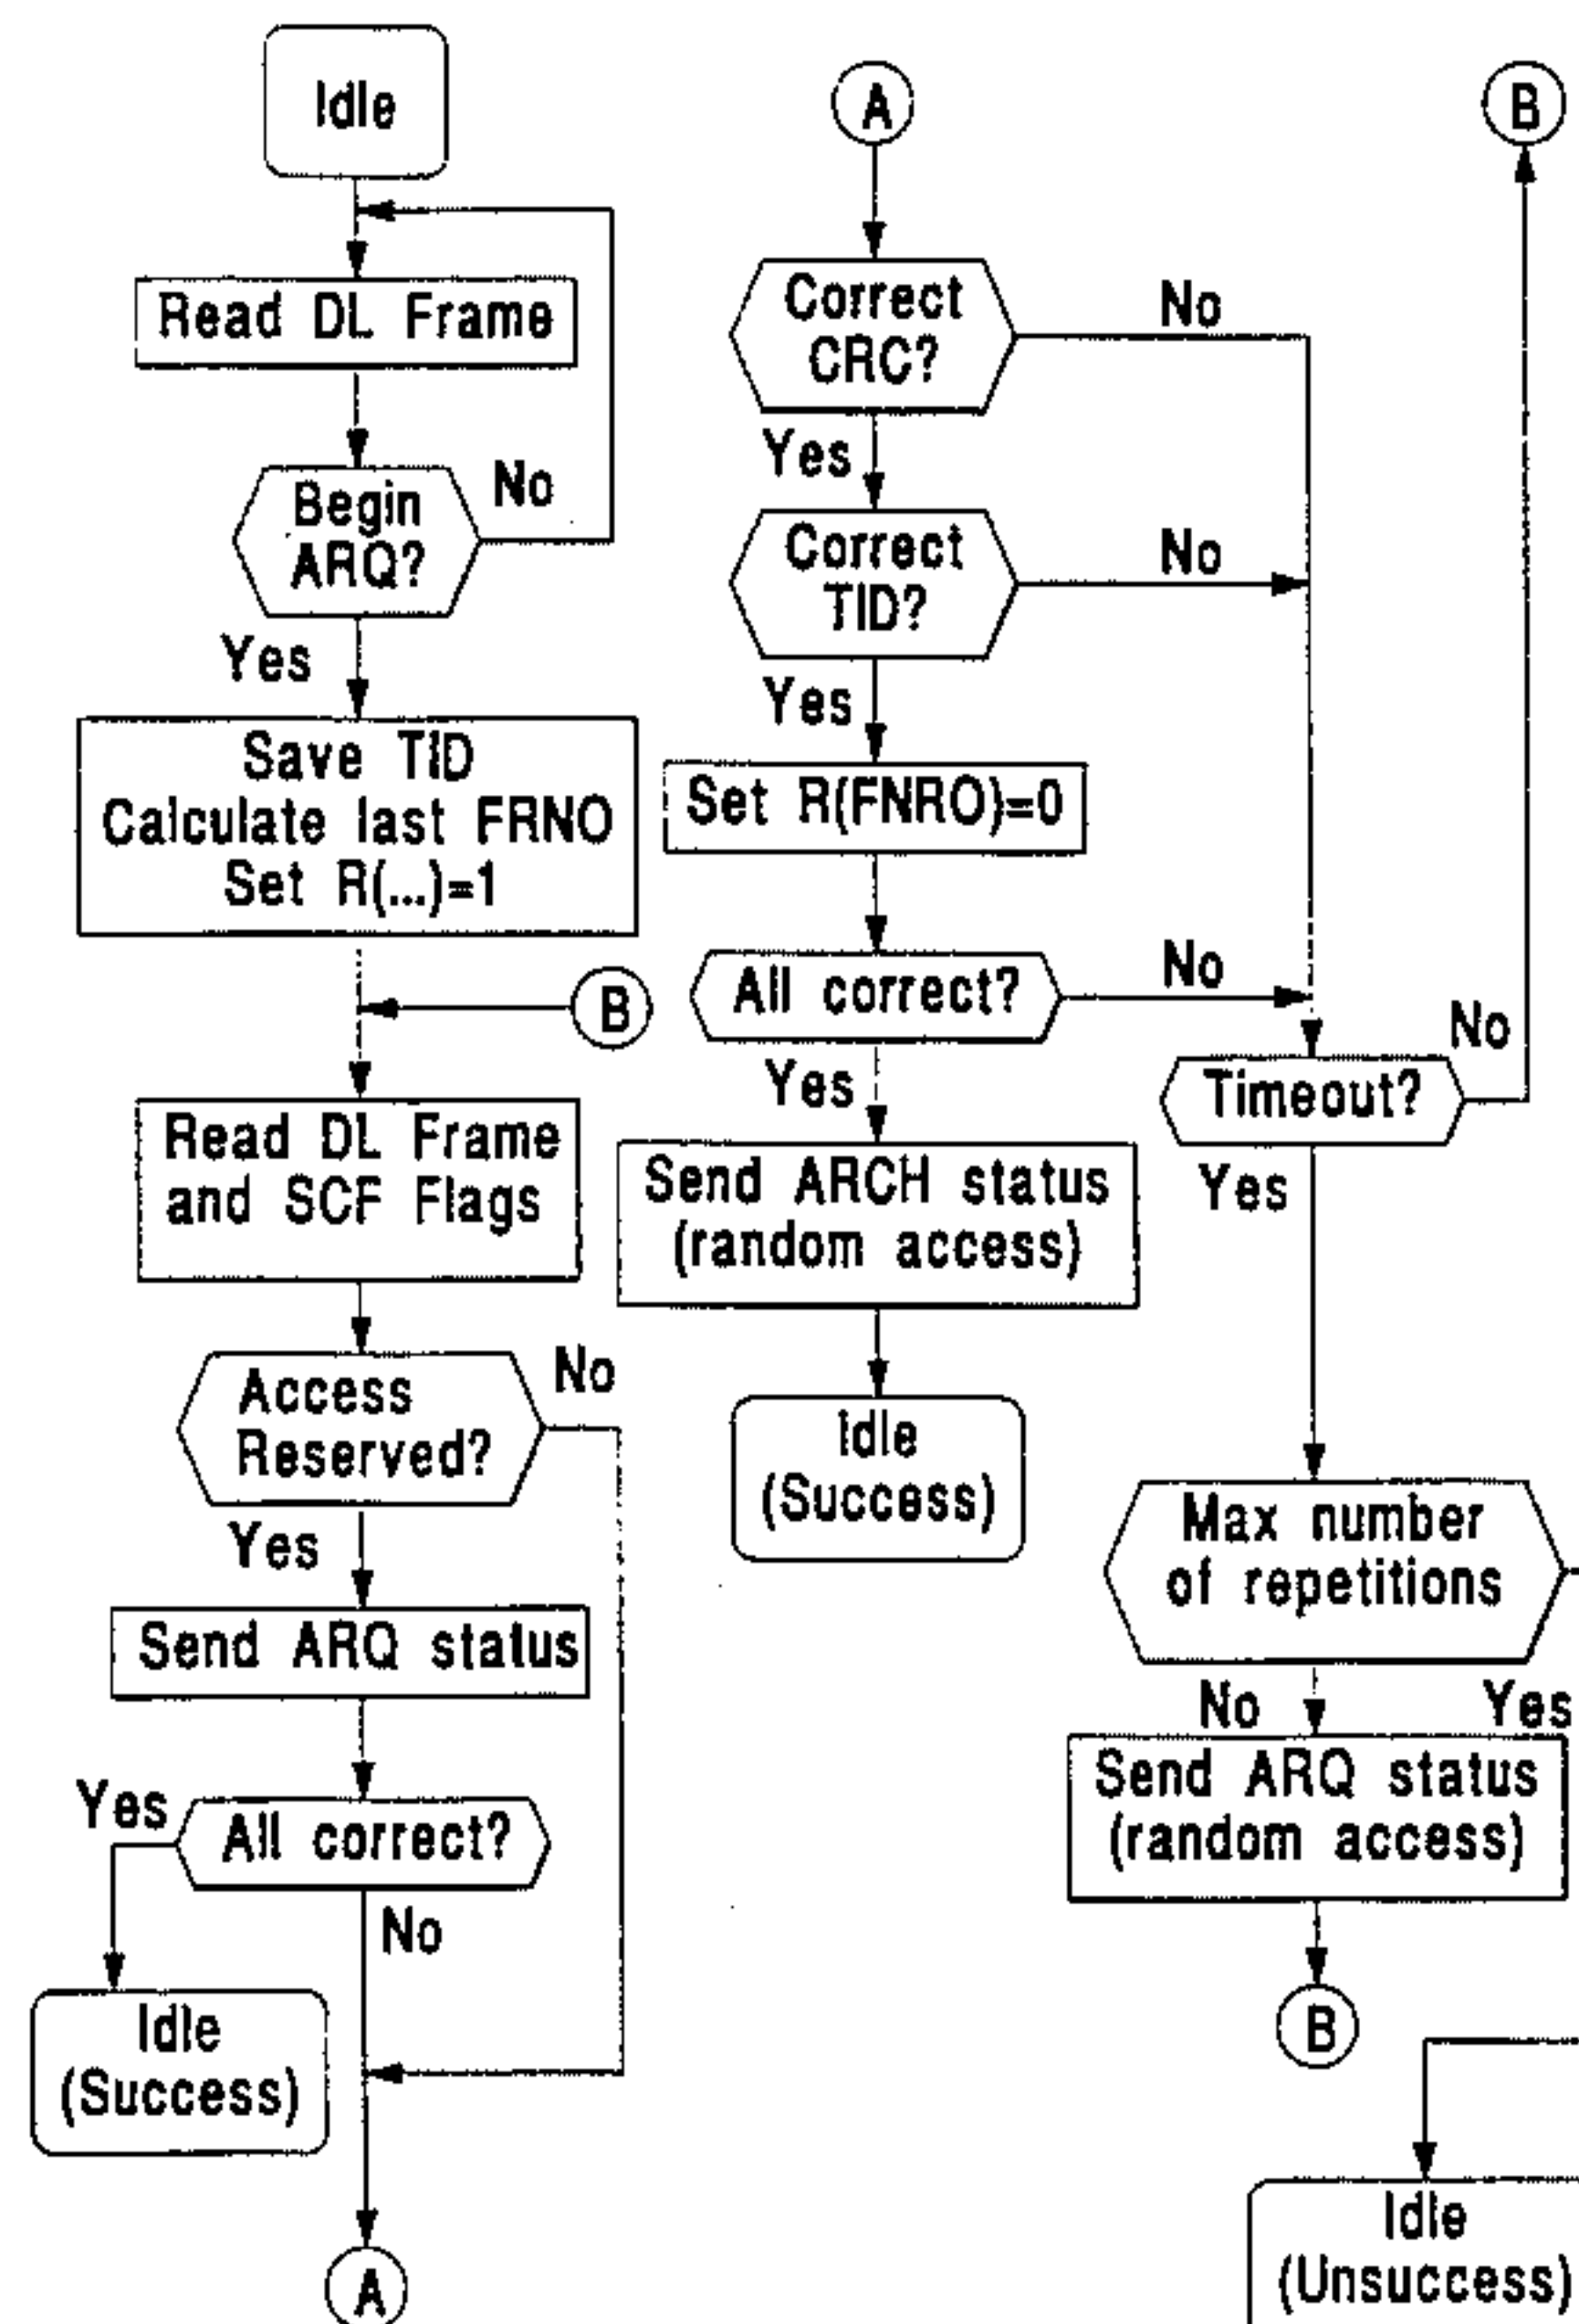 Idle
Read DL Frame
Begin
ARQ?
No
Yes
Save TID
Calculate last FRNO
Set R(...)=1
B
Read DL Frame
and SCF Flags
Access
Reserved?
No
Yes
Send ARQ status
Yes
All correct?
No
Idle
(Success)
A
A
Correct
CRC?
No
Yes
Correct
TID?
No
Yes
Set R(FNRO)=0
All correct?
No
Yes
Send ARCH status
(random access)
Idle
(Success)
B
Timeout?
No
Yes
Max number
of repetitions
No
Yes
Send ARQ status
(random access)
B
Idle
(Unsuccess)